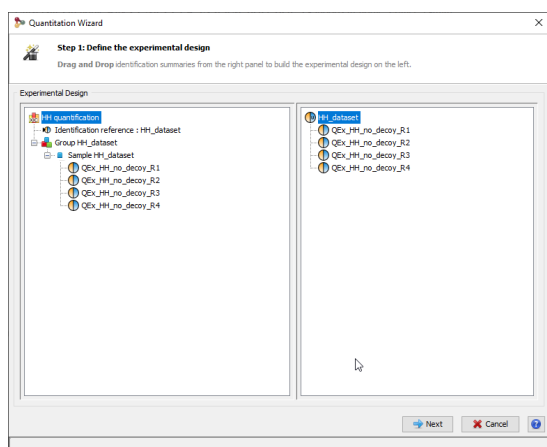 Quantitation Wizard
Step 1: Define the experimental design
Drag and Drop identification summaries from the right panel to build the experimental design on the left.
Experimental Design
HH quantification
Identification reference : HH_dataset
Group HH_dataset
Sample HH_dataset
QEx_HH_no_decoy_R1
QEx_HH_no_decoy_R2
QEx_HH_no_decoy_R3
QEx_HH_no_decoy_R4
HH_dataset
QEx_HH_no_decoy_R1
QEx_HH_no_decoy_R2
QEx_HH_no_decoy_R3
QEx_HH_no_decoy_R4
Next Cancel ?